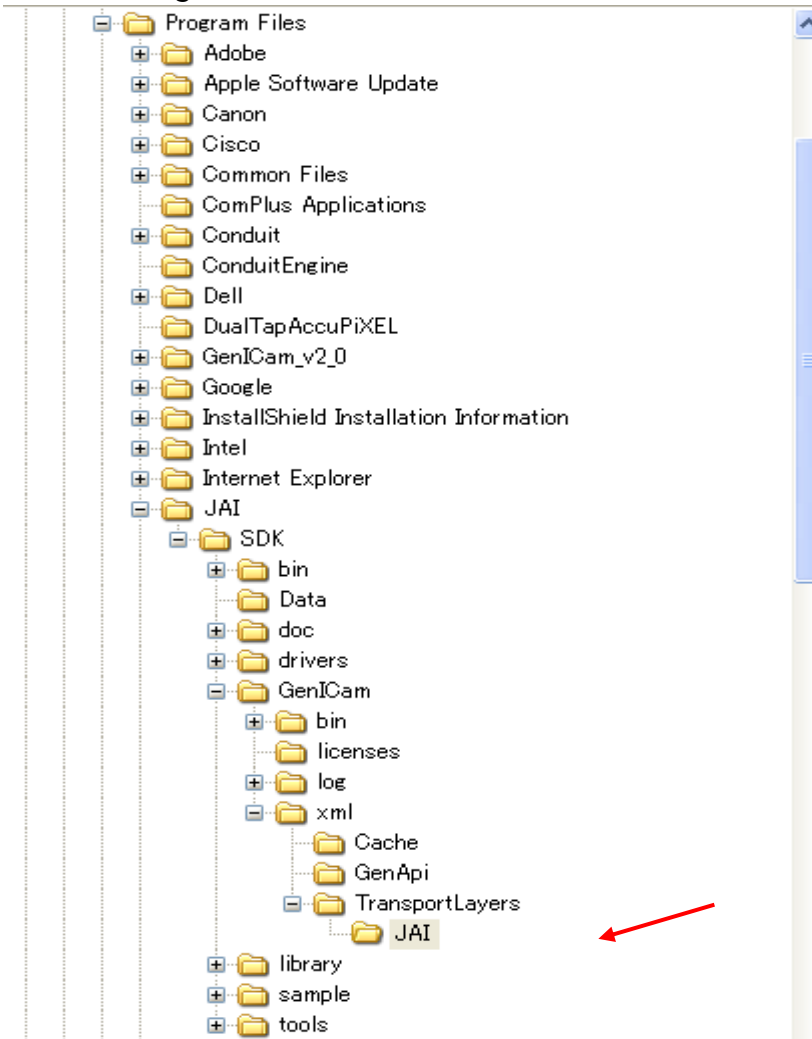 Program Files
Adobe
Apple Software Update
Canon
Cisco
Common Files
ComPlus Applications
Conduit
ConduitEngine
Dell
DualTapAccuPiXEL
GenICam_v2_0
Google
InstallShield Installation Information
Intel
Internet Explorer
JAI
SDK
bin
Data
doc
drivers
GenICam
bin
licenses
log
xml
Cache
GenApi
TransportLayers
JAI
library
sample
tools